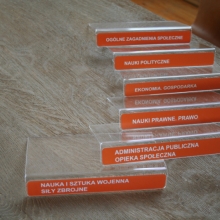 OGÓLNE ZAGADNIENIA SPOŁECZNE
NAUKI POLITYCZNE
EKONOMIA. GOSPODARKA
NAUKI PRAWNE. PRAWO
ADMINISTRACJA PUBLICZNA
OPIEKA SPOŁECZNA
NAUKA I SZTUKA WOJENNA
SIŁY ZBROJNE